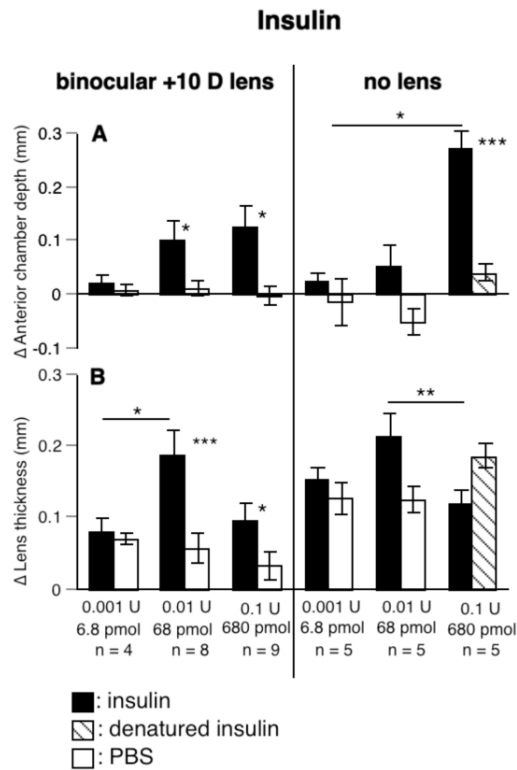 Insulin
binocular +10 D lens
no lens
A
Δ Anterior chamber depth (mm)
0.3
0.2
0.1
0
-0.1
*
*
*
***
B
Δ Lens thickness (mm)
0.3
0.2
0.1
0
*
***
*
**
0.001 U 0.01 U 0.1 U 0.001 U 0.01 U 0.1 U
6.8 pmol 68 pmol 680 pmol 6.8 pmol 68 pmol 680 pmol
n = 4 n = 8 n = 9 n = 5 n = 5 n = 5
: insulin
: denatured insulin
: PBS